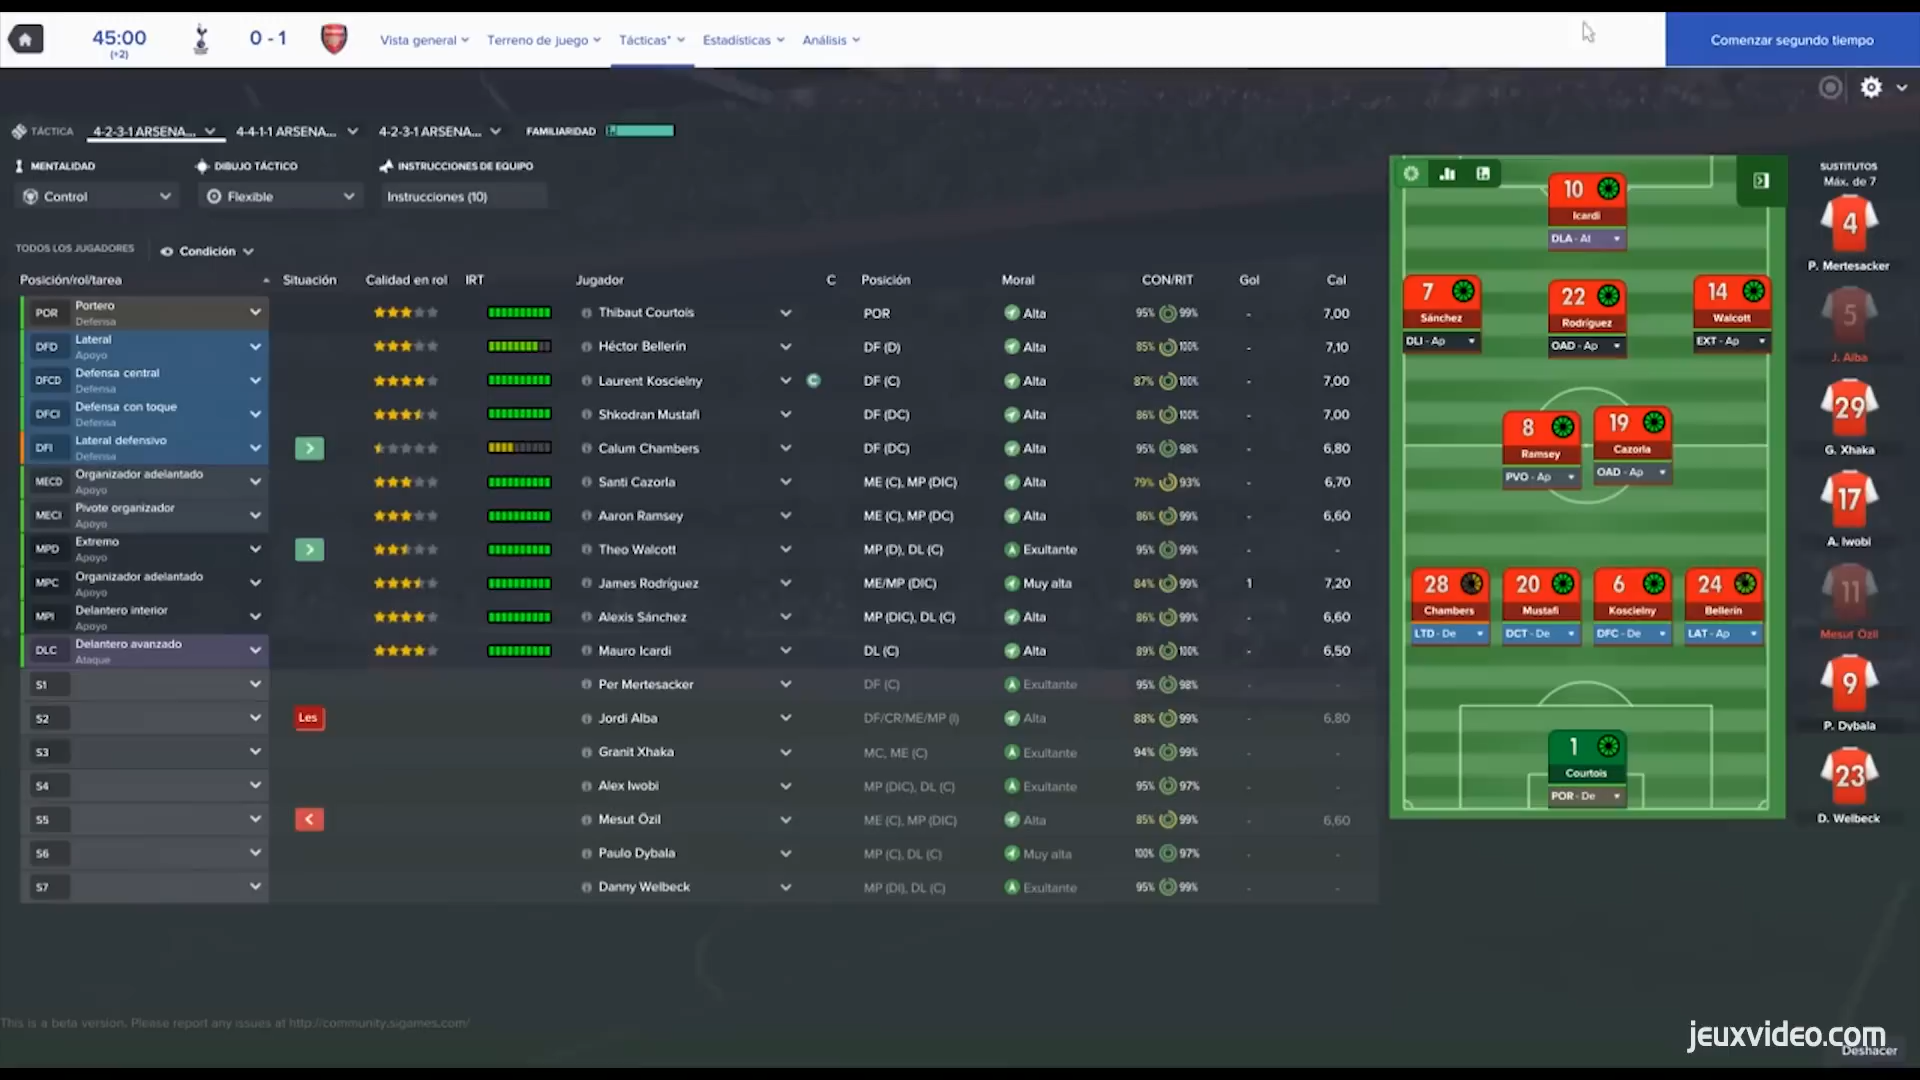 45:00
(+2)
0 - 1
Vista general
Terreno de juego
Tácticas*
Estadísticas
Análisis
Comenzar segundo tiempo
TÁCTICA
4-2-3-1 ARSENA...
4-4-1-1 ARSENA...
4-2-3-1 ARSENA...
FAMILIARIDAD
MENTALIDAD
DIBUJO TÁCTICO
INSTRUCCIONES DE EQUIPO
Control
Flexible
Instrucciones (10)
TODOS LOS JUGADORES
Condición
Posición/rol/tarea Situación Calidad en rol IRT Jugador C Posición Moral CON/RIT Gol Cal
POR Portero Defensa Thibaut Courtois POR Alta 95% 99% - 7,00
DFD Lateral Apoyo Héctor Bellerín DF (D) Alta 85% 100% - 7,10
DFCD Defensa central Defensa Laurent Koscielny C DF (C) Alta 87% 100% - 7,00
DFCI Defensa con toque Defensa Shkodran Mustafi DF (DC) Alta 86% 100% - 7,00
DFI Lateral defensivo Defensa Calum Chambers DF (DC) Alta 95% 98% - 6,80
MECD Organizador adelantado Apoyo Santi Cazorla ME (C), MP (DIC) Alta 79% 93% - 6,70
MECI Pivote organizador Apoyo Aaron Ramsey ME (C), MP (DC) Alta 86% 99% - 6,60
MPD Extremo Apoyo Theo Walcott MP (D), DL (C) Exultante 95% 99% - -
MPC Organizador adelantado Apoyo James Rodríguez ME/MP (DIC) Muy alta 84% 99% 1 7,20
MPI Delantero interior Apoyo Alexis Sánchez MP (DIC), DL (C) Alta 86% 99% - 6,60
DLC Delantero avanzado Ataque Mauro Icardi DL (C) Alta 89% 100% - 6,50
S1 Per Mertesacker DF (C) Exultante 95% 98% - -
S2 Les Jordi Alba DF/CR/ME/MP (I) Alta 88% 99% - 6,80
S3 Granit Xhaka MC, ME (C) Exultante 94% 99% - -
S4 Alex Iwobi MP (DIC), DL (C) Exultante 95% 97% - -
S5 Mesut Özil ME (C), MP (DIC) Alta 85% 99% - 6,60
S6 Paulo Dybala MP (C), DL (C) Muy alta 100% 97% - -
S7 Danny Welbeck MP (DI), DL (C) Exultante 95% 99% - -
10
Icardi
DLA - At
7
Sánchez
DLI - Ap
22
Rodríguez
OAD - Ap
14
Walcott
EXT - Ap
8
Ramsey
PVO - Ap
19
Cazorla
OAD - Ap
28
Chambers
LTD - De
20
Mustafi
DCT - De
6
Koscielny
DFC - De
24
Bellerín
LAT - Ap
1
Courtois
POR - De
SUSTITUTOS
Máx. de 7
4
P. Mertesacker
5
J. Alba
29
G. Xhaka
17
A. Iwobi
11
Mesut Özil
9
P. Dybala
23
D. Welbeck
This is a beta version. Please report any issues at http://community.sigames.com/
jeuxvideo.com
Deshacer